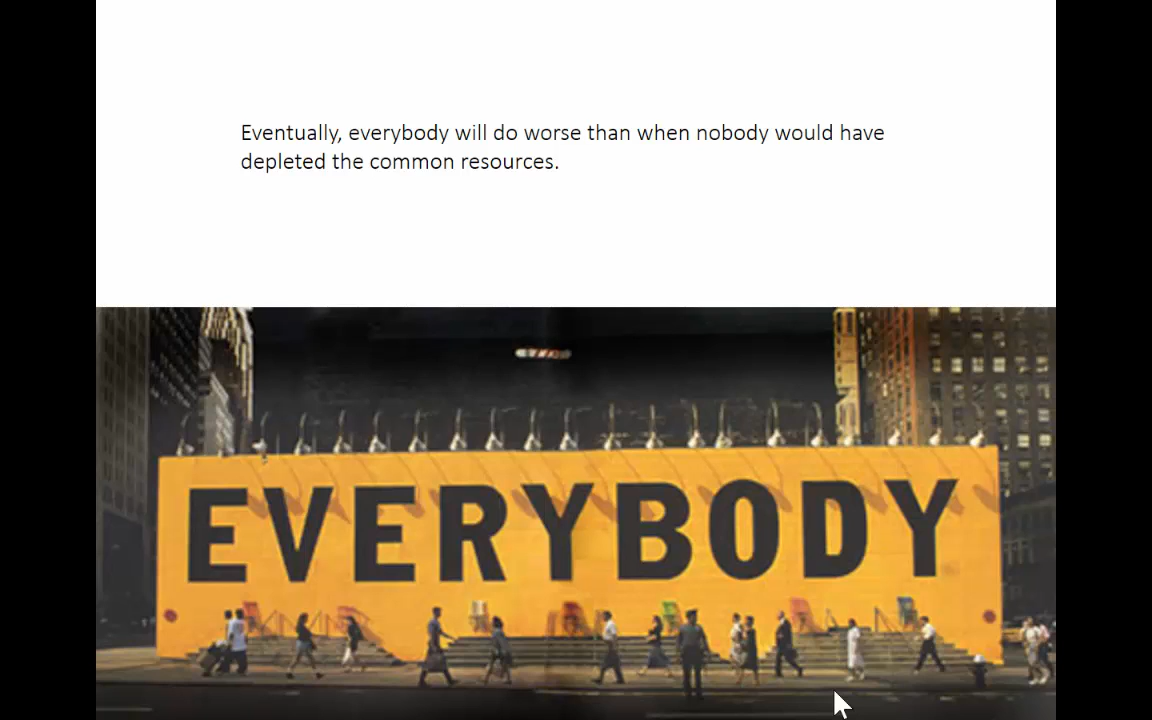 Eventually, everybody will do worse than when nobody would have
depleted the common resources.
EVERYBODY